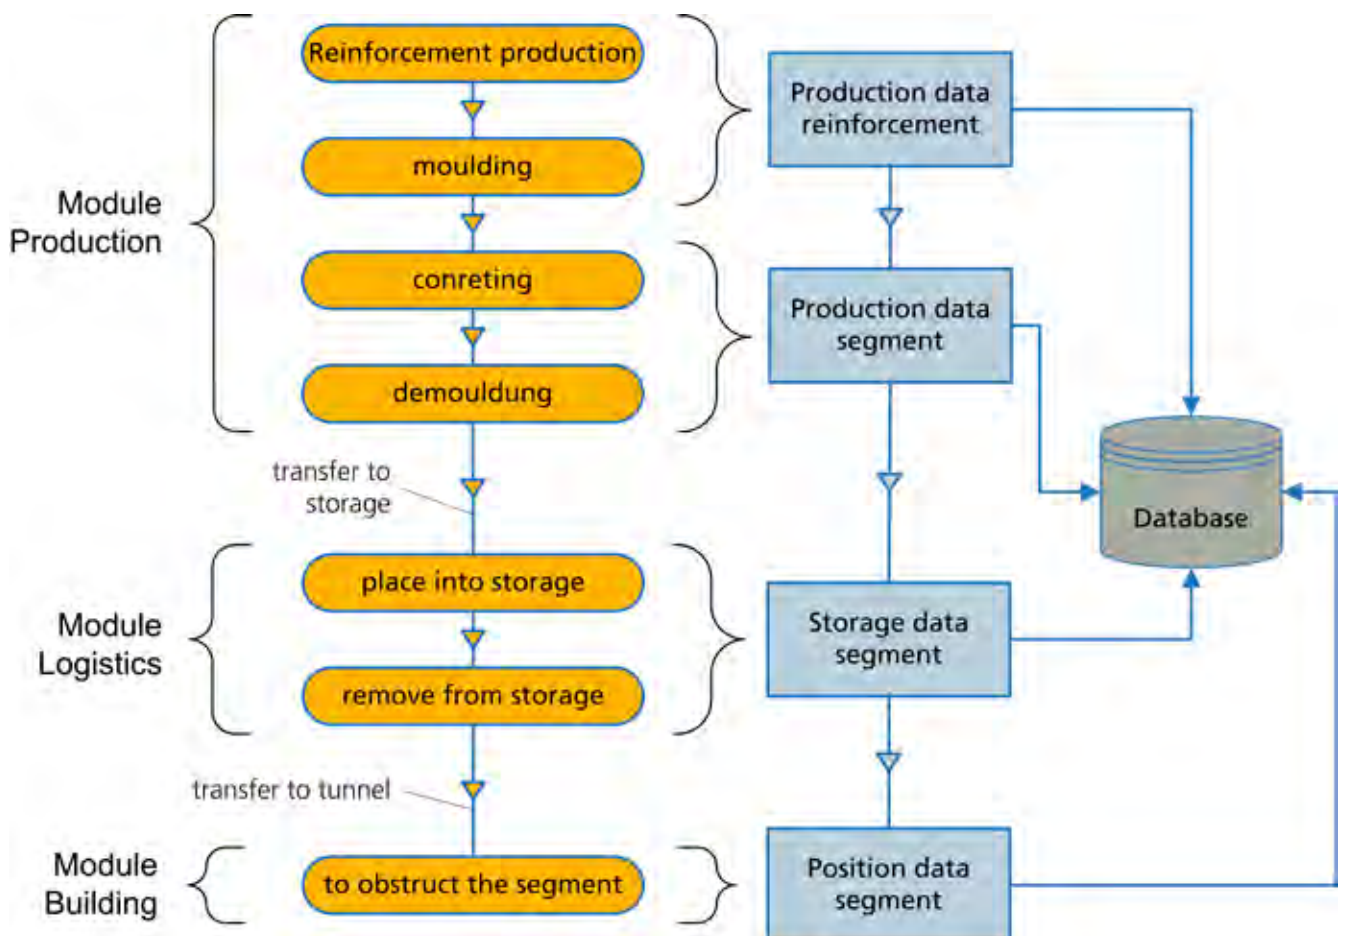 Reinforcement production
moulding
Module
Production
conreting
demouldung
transfer to
storage
place into storage
Module
Logistics
remove from storage
transfer to tunnel
Module
Building
to obstruct the segment
Production data
reinforcement
Production data
segment
Storage data
segment
Position data
segment
Database